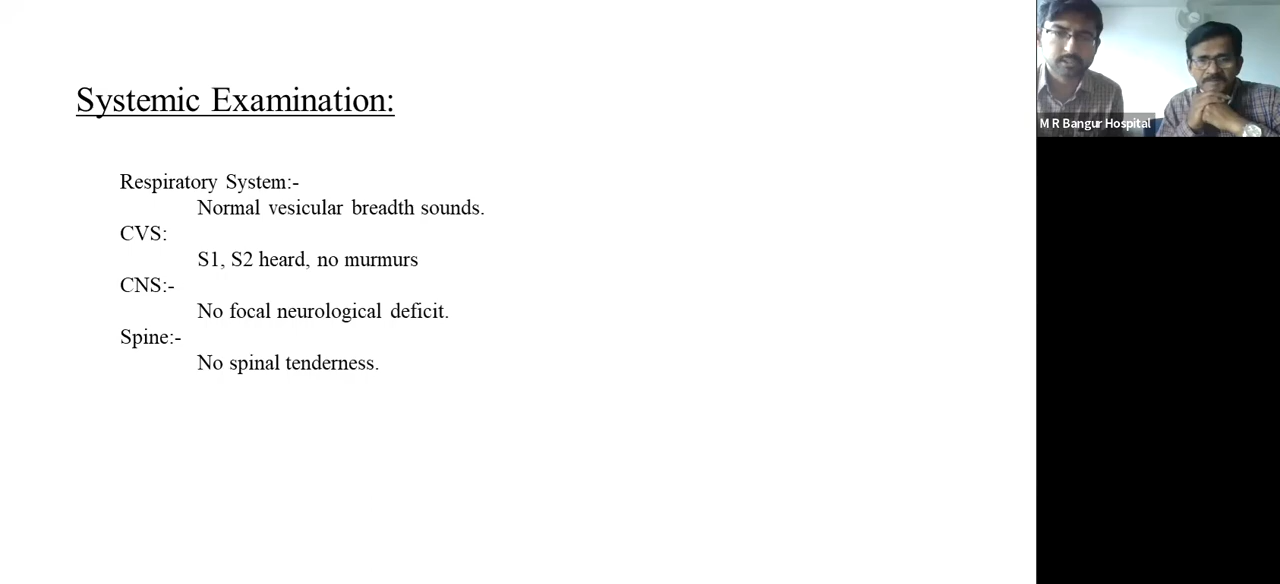 Systemic Examination:
Respiratory System:-
Normal vesicular breadth sounds.
CVS:
S1, S2 heard, no murmurs
CNS:-
No focal neurological deficit.
Spine:-
No spinal tenderness.
M R Bangur Hospital